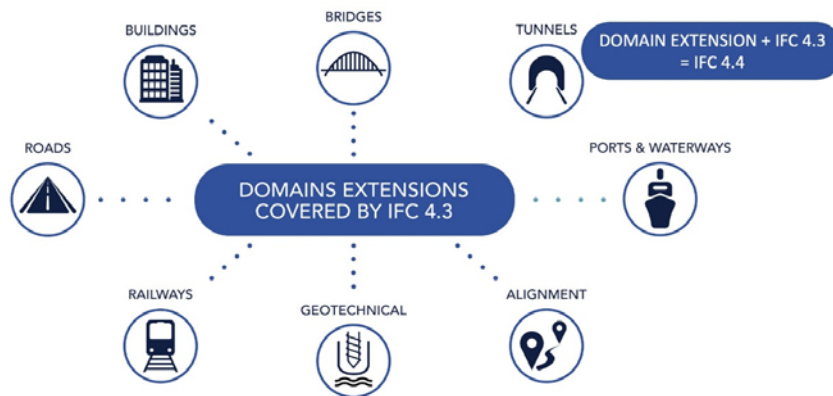 BUILDINGS
BRIDGES
TUNNELS
DOMAIN EXTENSION + IFC 4.3
= IFC 4.4
ROADS
PORTS & WATERWAYS
DOMAINS EXTENSIONS
COVERED BY IFC 4.3
RAILWAYS
GEOTECHNICAL
ALIGNMENT